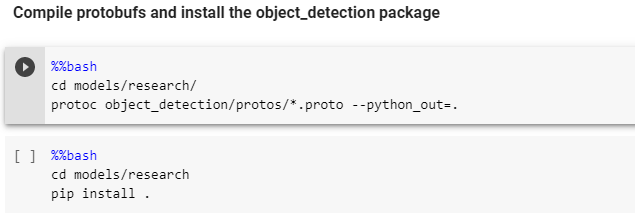 Compile protobufs and install the object_detection package
%%bash
cd models/research/
protoc object_detection/protos/*.proto --python_out=.
[ ] %%bash
cd models/research
pip install .